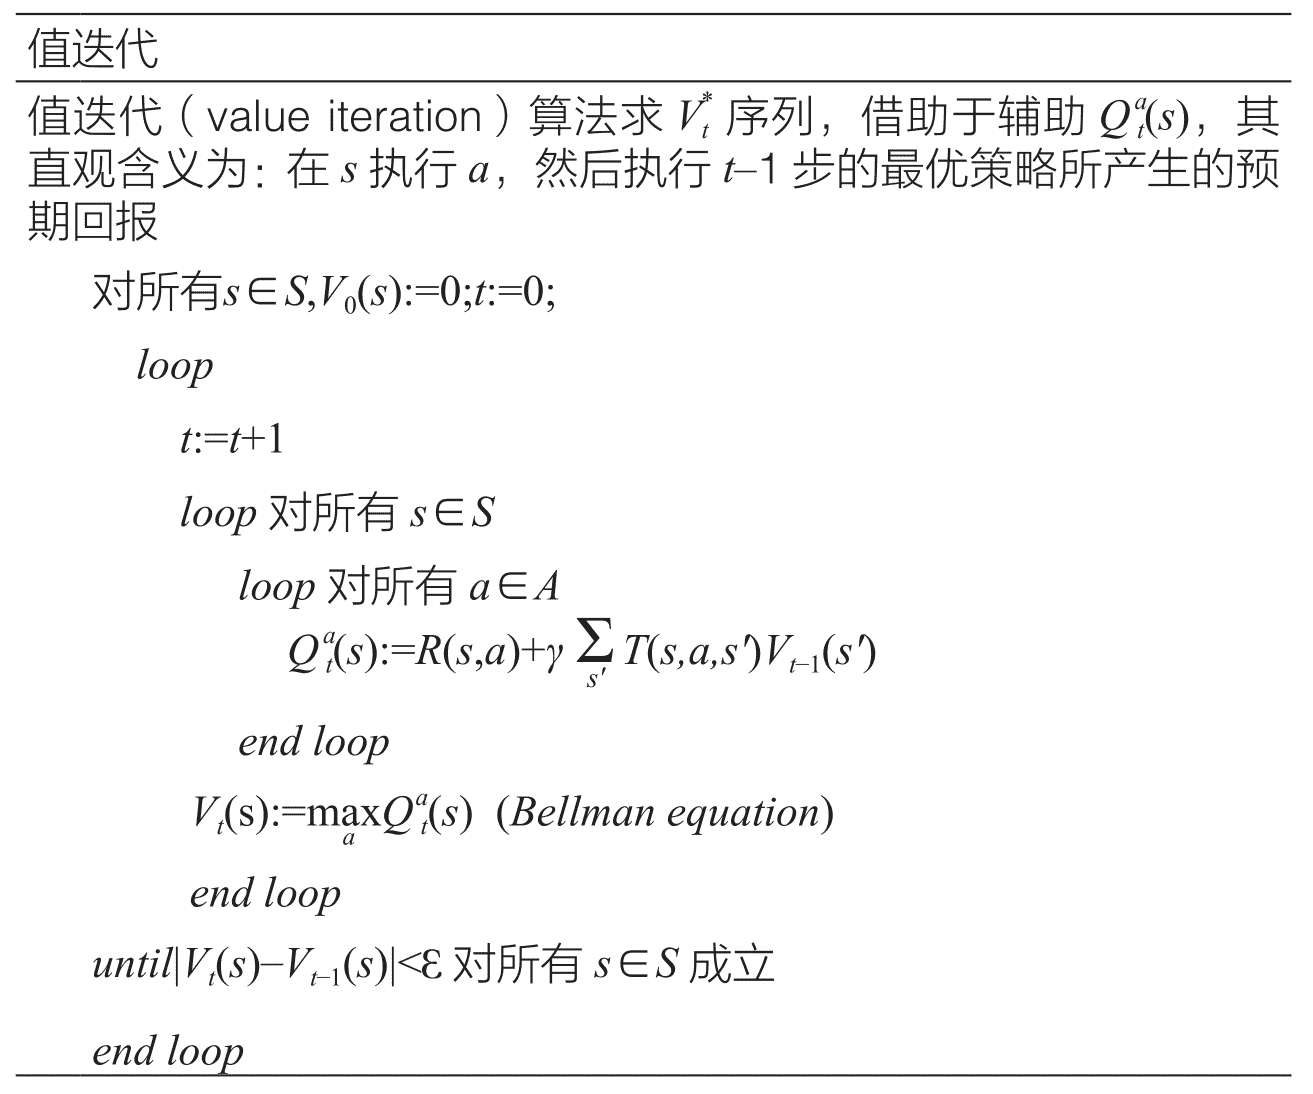 值迭代
值迭代（value iteration）算法求 V*t 序列，借助于辅助 Qat(s)，其
直观含义为：在 s 执行 a，然后执行 t–1 步的最优策略所产生的预
期回报
对所有s∈S,V0(s):=0;t:=0;
loop
t:=t+1
loop 对所有 s∈S
loop 对所有 a∈A
Qat(s):=R(s,a)+γ∑s′T(s,a,s′)Vt–1(s′)
end loop
Vt(s):=maxaQat(s) (Bellman equation)
end loop
until|Vt(s)–Vt–1(s)|<ε 对所有 s∈S 成立
end loop